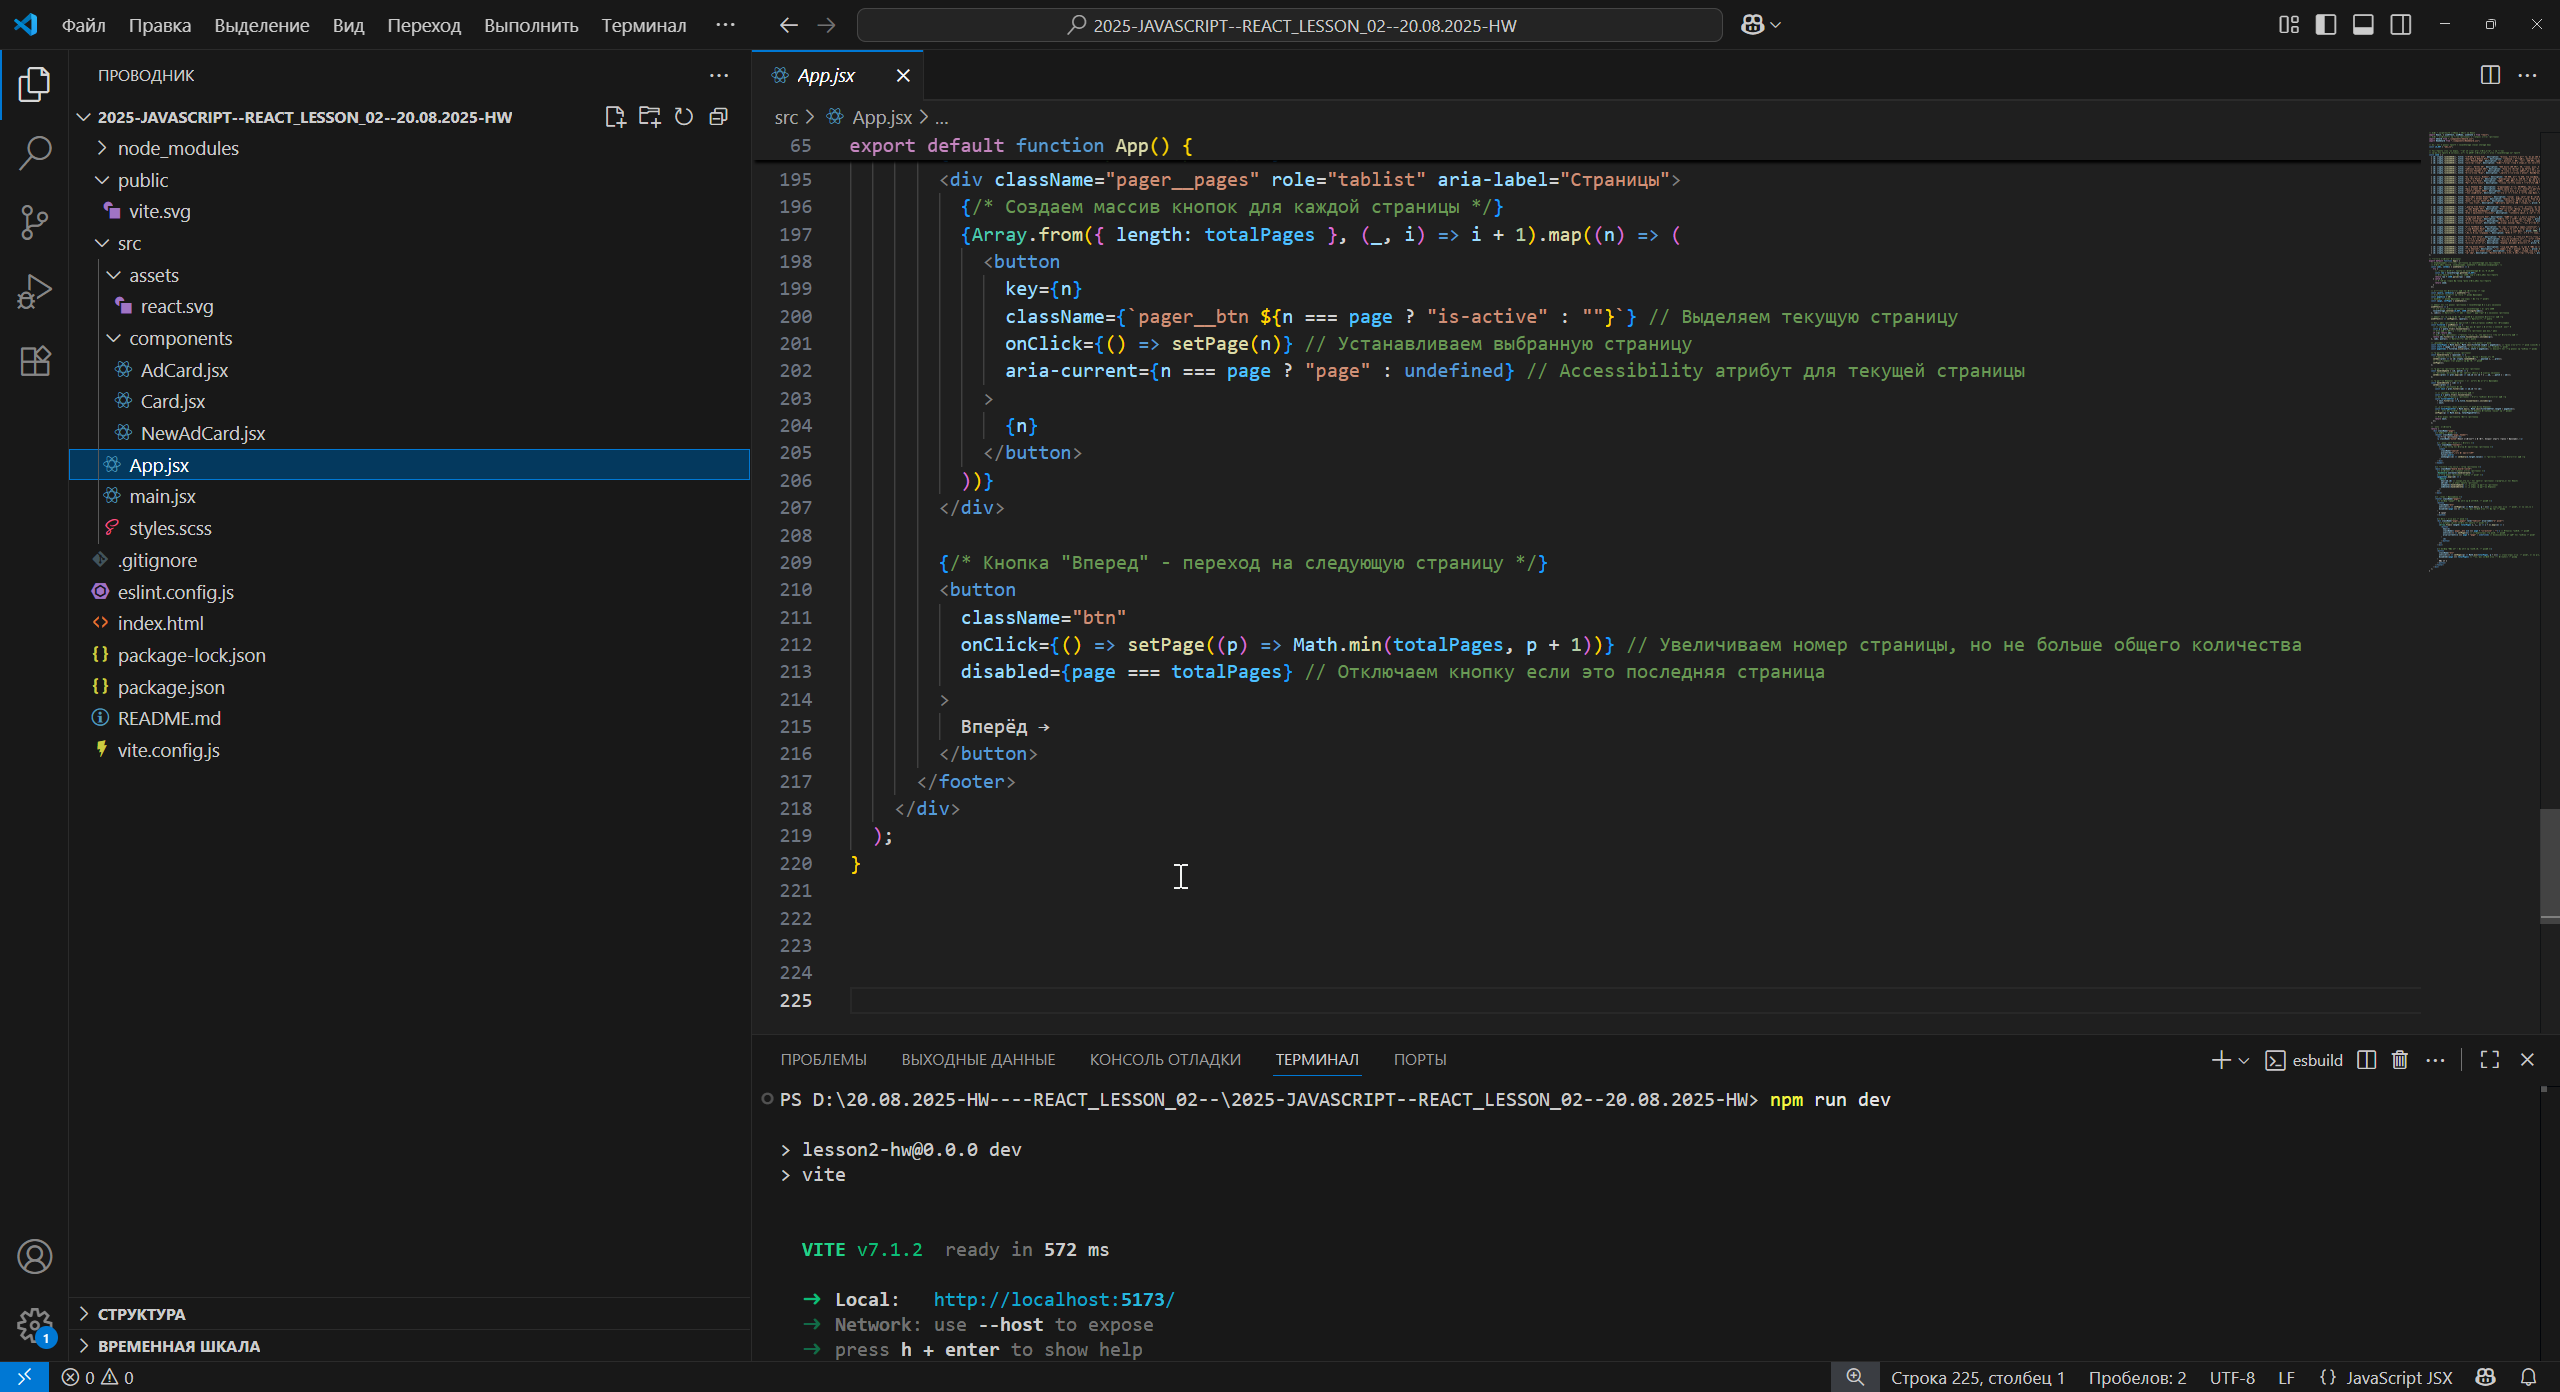 Файл Правка Выделение Вид Переход Выполнить Терминал ··· 2025-JAVASCRIPT--REACT_LESSON_02--20.08.2025-HW
ПРОВОДНИК
2025-JAVASCRIPT--REACT_LESSON_02--20.08.2025-HW
node_modules
public
vite.svg
src
assets
react.svg
components
AdCard.jsx
Card.jsx
NewAdCard.jsx
App.jsx
main.jsx
styles.scss
.gitignore
eslint.config.js
index.html
package-lock.json
package.json
README.md
vite.config.js
СТРУКТУРА
ВРЕМЕННАЯ ШКАЛА
App.jsx
src > App.jsx > ...
65 export default function App() {
195 <div className="pager__pages" role="tablist" aria-label="Страницы">
196 {/* Создаем массив кнопок для каждой страницы */}
197 {Array.from({ length: totalPages }, (_, i) => i + 1).map((n) => (
198 <button
199 key={n}
200 className={`pager__btn ${n === page ? "is-active" : ""}`} // Выделяем текущую страницу
201 onClick={() => setPage(n)} // Устанавливаем выбранную страницу
202 aria-current={n === page ? "page" : undefined} // Accessibility атрибут для текущей страницы
203 >
204 {n}
205 </button>
206 ))}
207 </div>
208
209 {/* Кнопка "Вперед" - переход на следующую страницу */}
210 <button
211 className="btn"
212 onClick={() => setPage((p) => Math.min(totalPages, p + 1))} // Увеличиваем номер страницы, но не больше общего количества
213 disabled={page === totalPages} // Отключаем кнопку если это последняя страница
214 >
215 Вперёд →
216 </button>
217 </footer>
218 </div>
219 );
220 }
221
222
223
224
225
ПРОБЛЕМЫ ВЫХОДНЫЕ ДАННЫЕ КОНСОЛЬ ОТЛАДКИ ТЕРМИНАЛ ПОРТЫ esbuild
PS D:\20.08.2025-HW----REACT_LESSON_02--\2025-JAVASCRIPT--REACT_LESSON_02--20.08.2025-HW> npm run dev
> lesson2-hw@0.0.0 dev
> vite
VITE v7.1.2 ready in 572 ms
➜ Local: http://localhost:5173/
➜ Network: use --host to expose
➜ press h + enter to show help
1
0 0 Строка 225, столбец 1 Пробелов: 2 UTF-8 LF {} JavaScript JSX